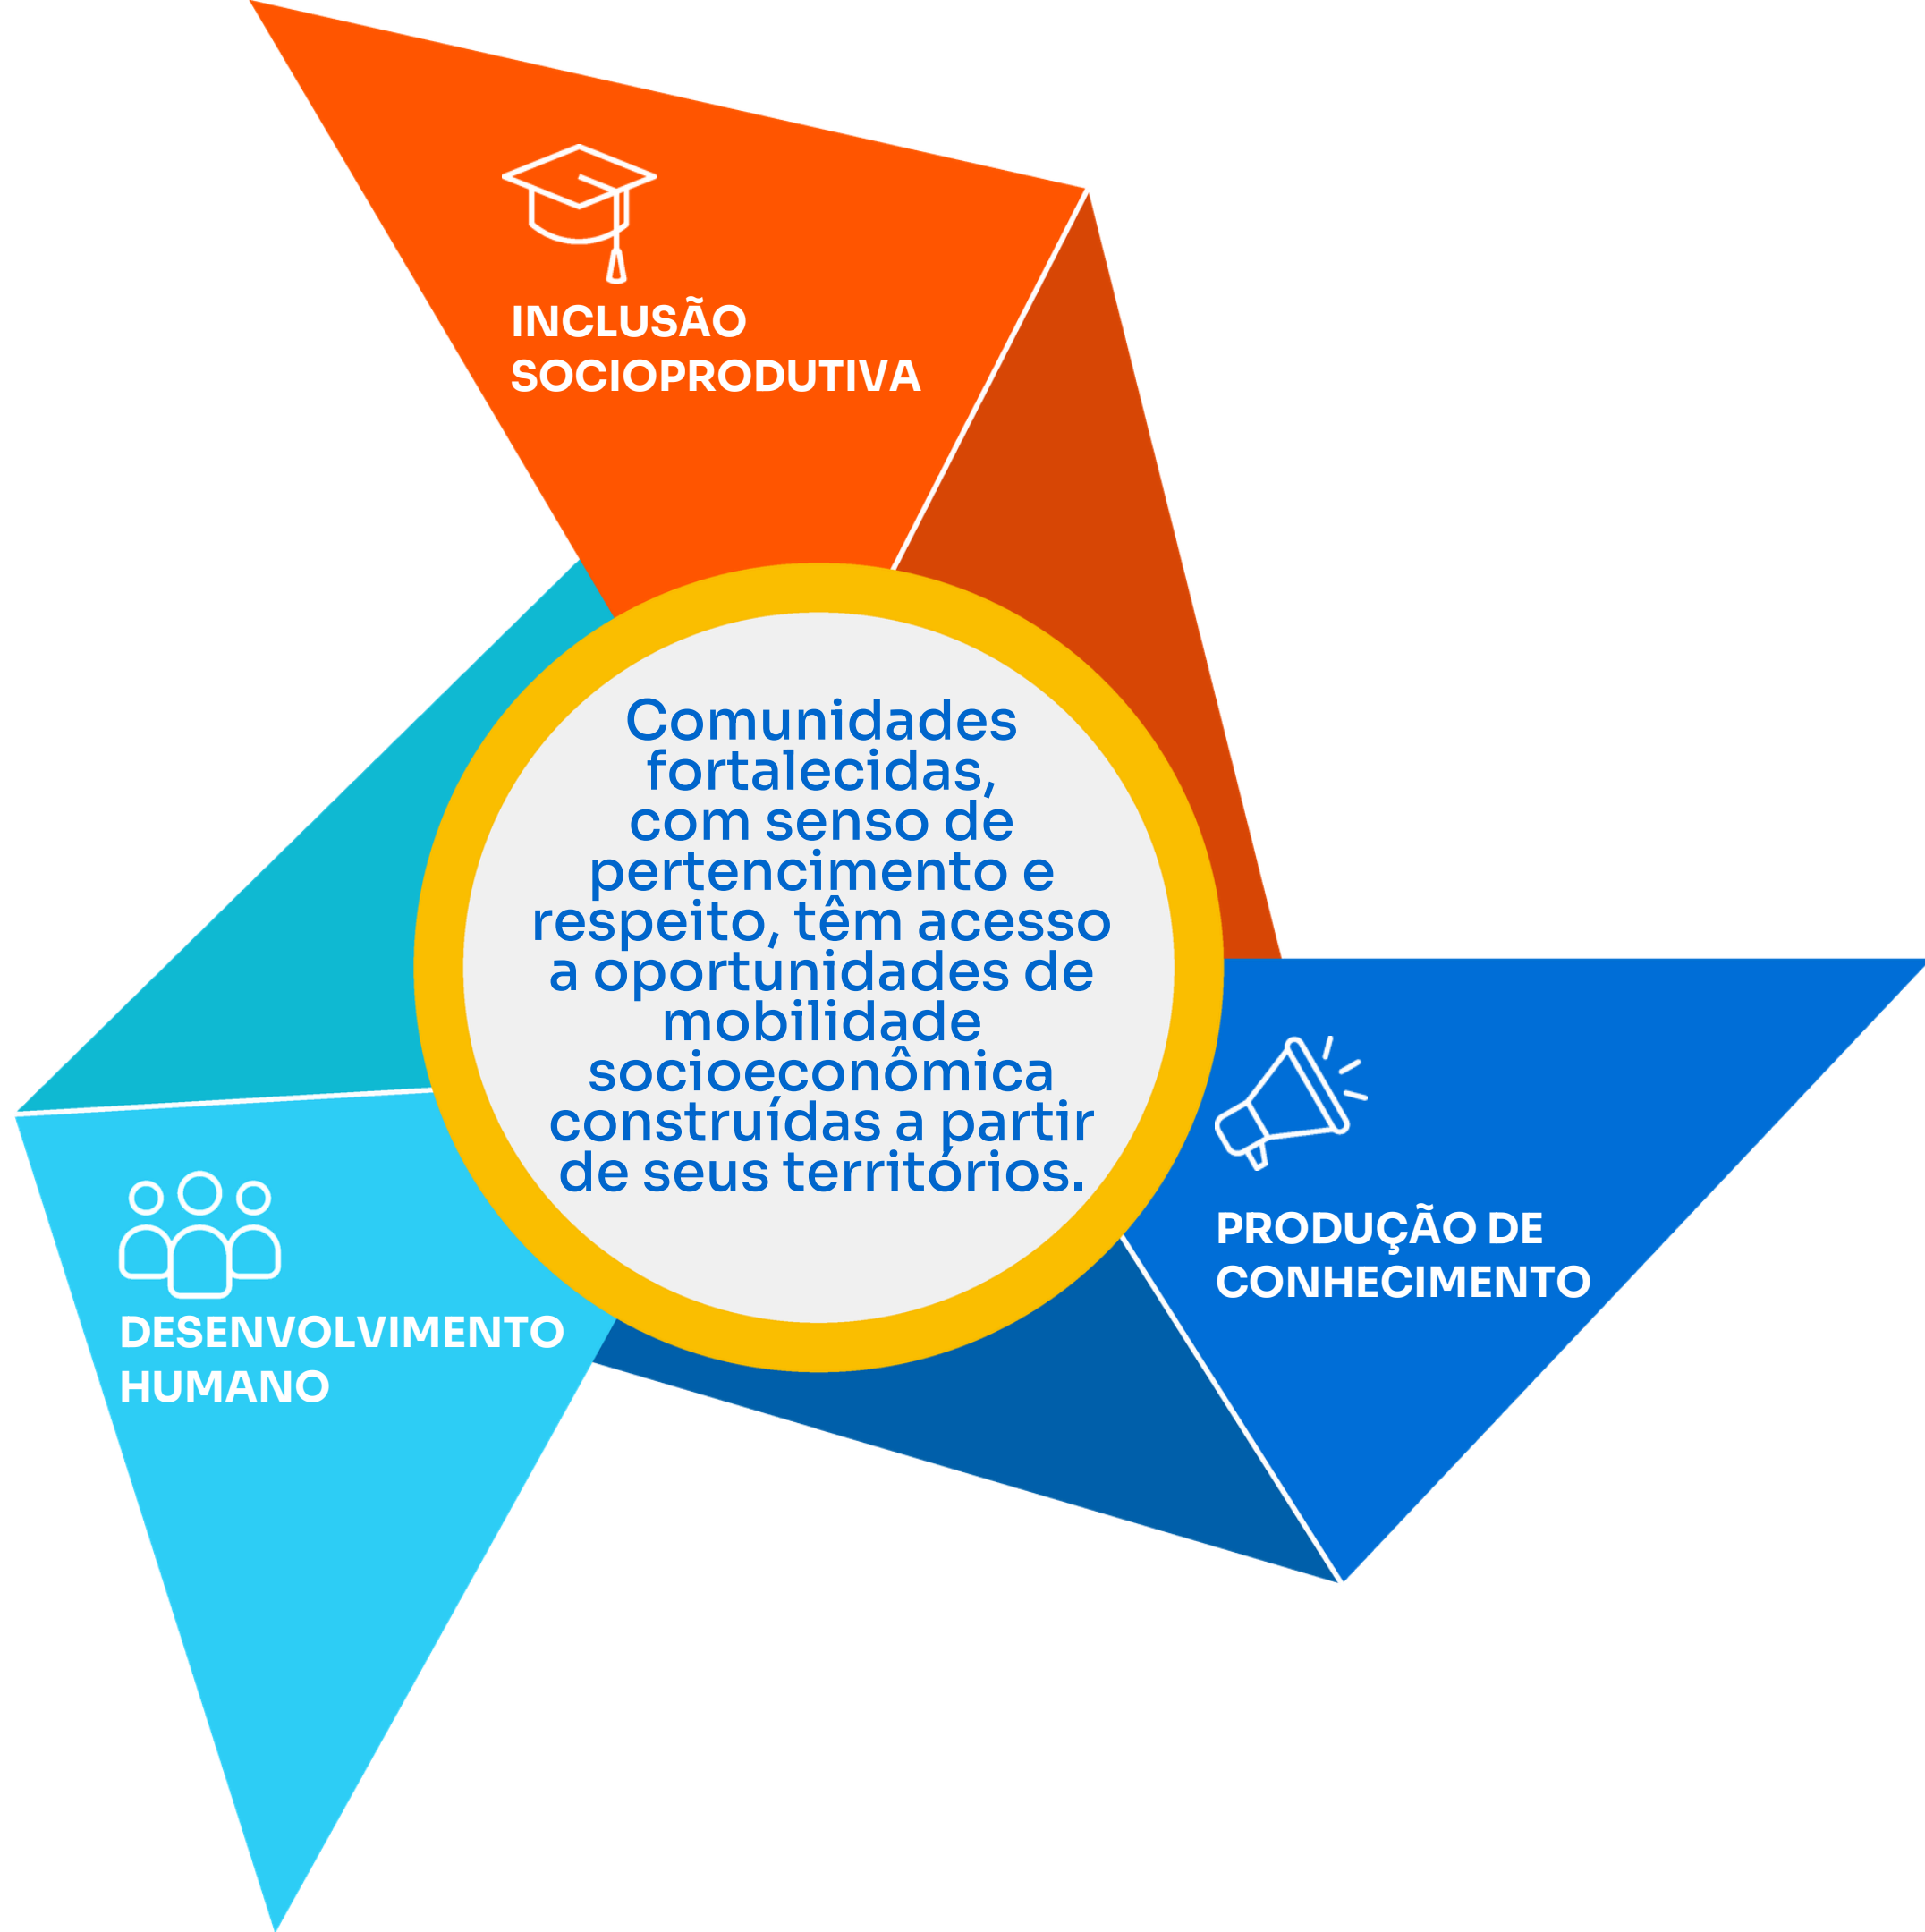 INCLUSÃO
SOCIOPRODUTIVA
Comunidades
fortalecidas,
com senso de
pertencimento e
respeito, têm acesso
a oportunidades de
mobilidade
socioeconômica
construídas a partir
de seus territórios.
PRODUÇÃO DE
CONHECIMENTO
DESENVOLVIMENTO
HUMANO